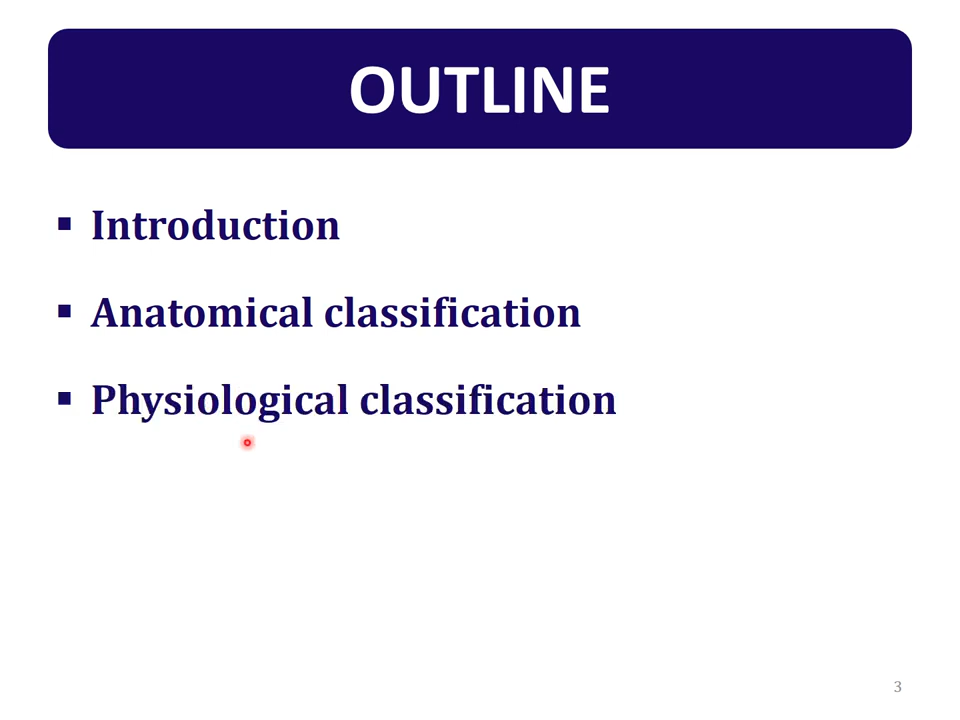 OUTLINE
▪ Introduction
▪ Anatomical classification
▪ Physiological classification
3